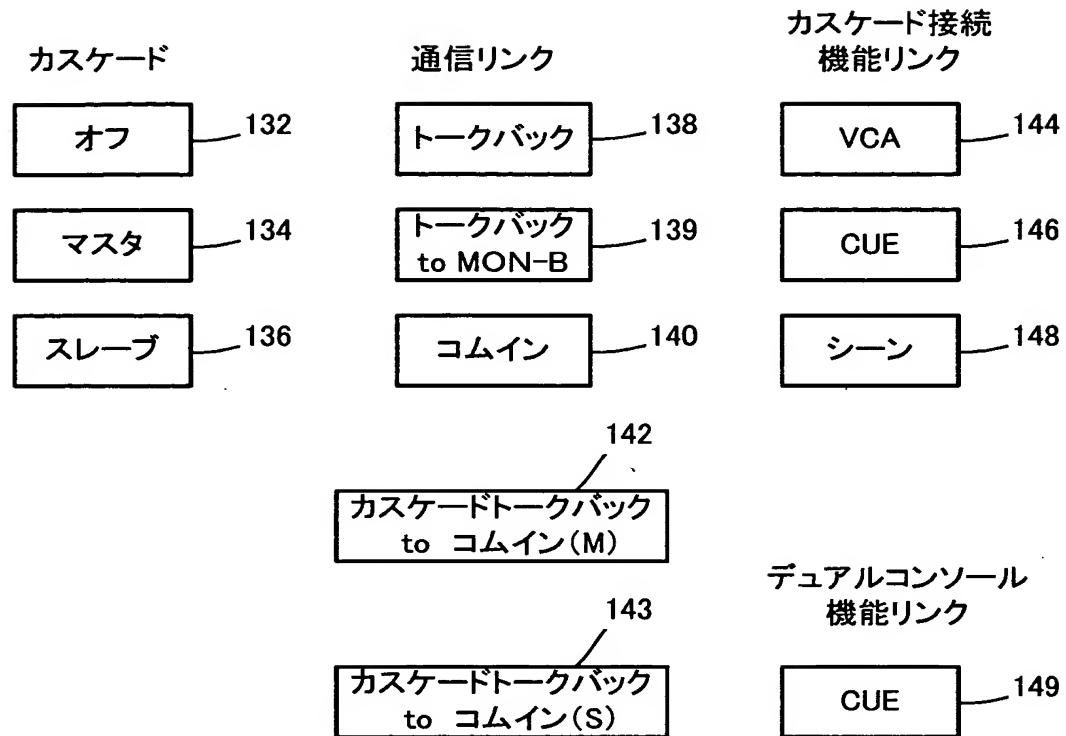 カスケード
オフ
132
マスタ
134
スレーブ
136
通信リンク
トークバック
138
トークバック
to MON-B
139
コムイン
140
142
カスケードトークバック
to コムイン(M)
143
カスケードトークバック
to コムイン(S)
カスケード接続
機能リンク
VCA
144
CUE
146
シーン
148
デュアルコンソール
機能リンク
CUE
149